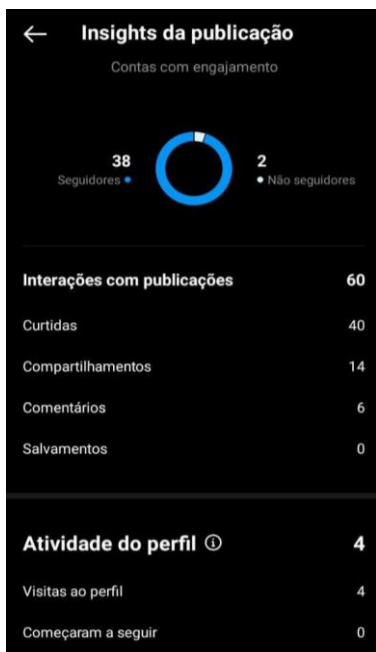 Insights da publicação
Contas com engajamento
38 2
Seguidores Não seguidores
Interações com publicações 60
Curtidas 40
Compartilhamentos 14
Comentários 6
Salvamentos 0
Atividade do perfil 4
Visitas ao perfil 4
Começaram a seguir 0